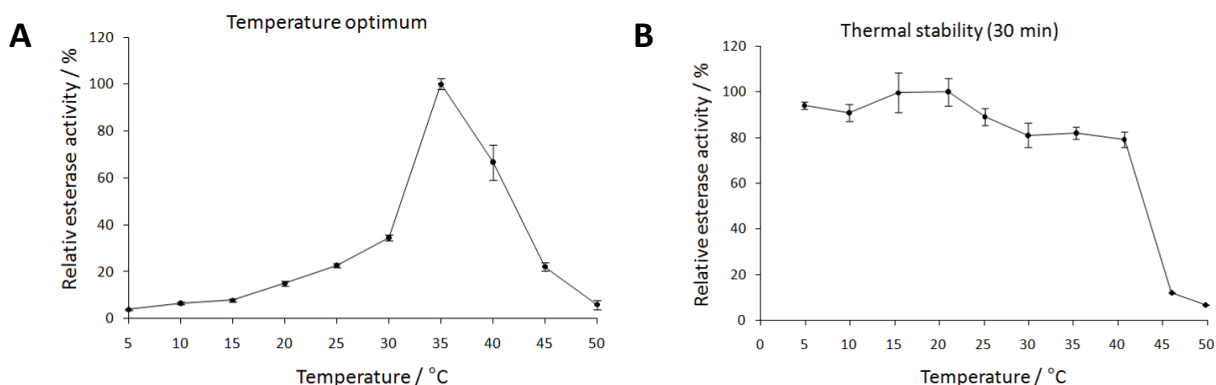 A
Temperature optimum
Relativ esterase activity / %
120
100
80
60
40
20
0
5 10 15 20 25 30 35 40 45 50
Temperature / °C
B
Thermal stability (30 min)
Relative esterase activity / %
120
100
80
60
40
20
0
0 5 10 15 20 25 30 35 40 45 50
Temperature / °C